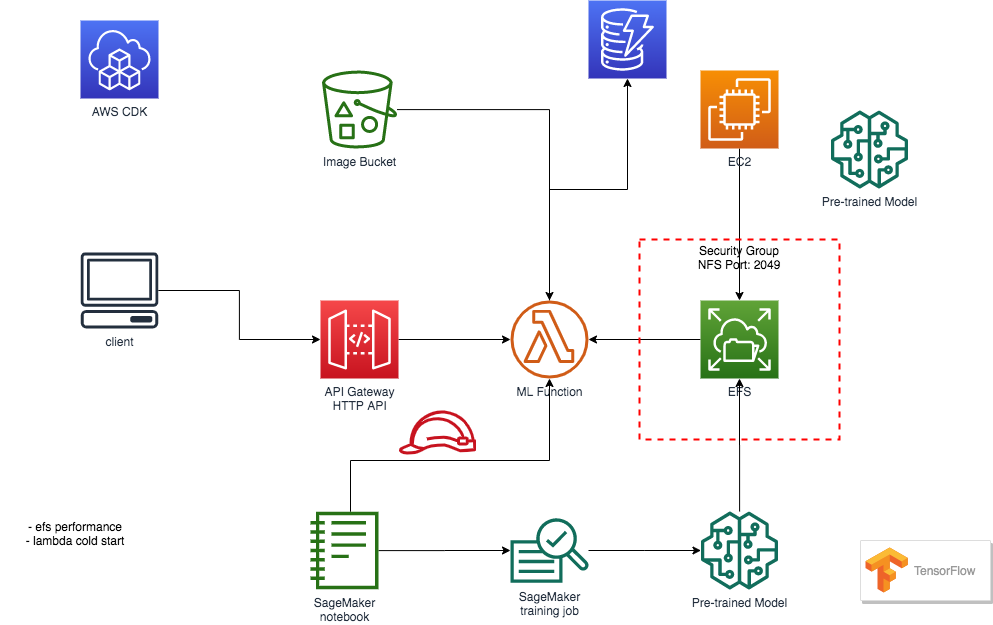 AWS CDK
Image Bucket
EC2
Pre-trained Model
Security Group
NFS Port: 2049
client
API Gateway
HTTP API
ML Function
EFS
- efs performance
- lambda cold start
SageMaker
notebook
SageMaker
training job
Pre-trained Model
TensorFlow